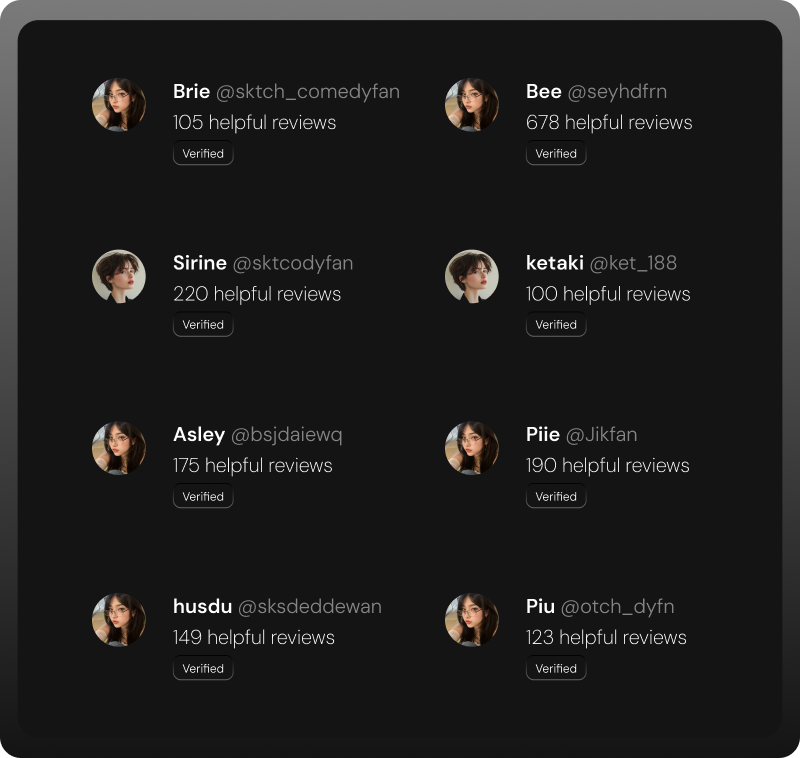 Brie @sktch_comedyfan
105 helpful reviews
Verified
Bee @seyhdfrn
678 helpful reviews
Verified
Sirine @sktcodyfan
220 helpful reviews
Verified
ketaki @ket_188
100 helpful reviews
Verified
Asley @bsjdaiewq
175 helpful reviews
Verified
Piie @Jikfan
190 helpful reviews
Verified
husdu @sksdeddewan
149 helpful reviews
Verified
Piu @otch_dyfn
123 helpful reviews
Verified